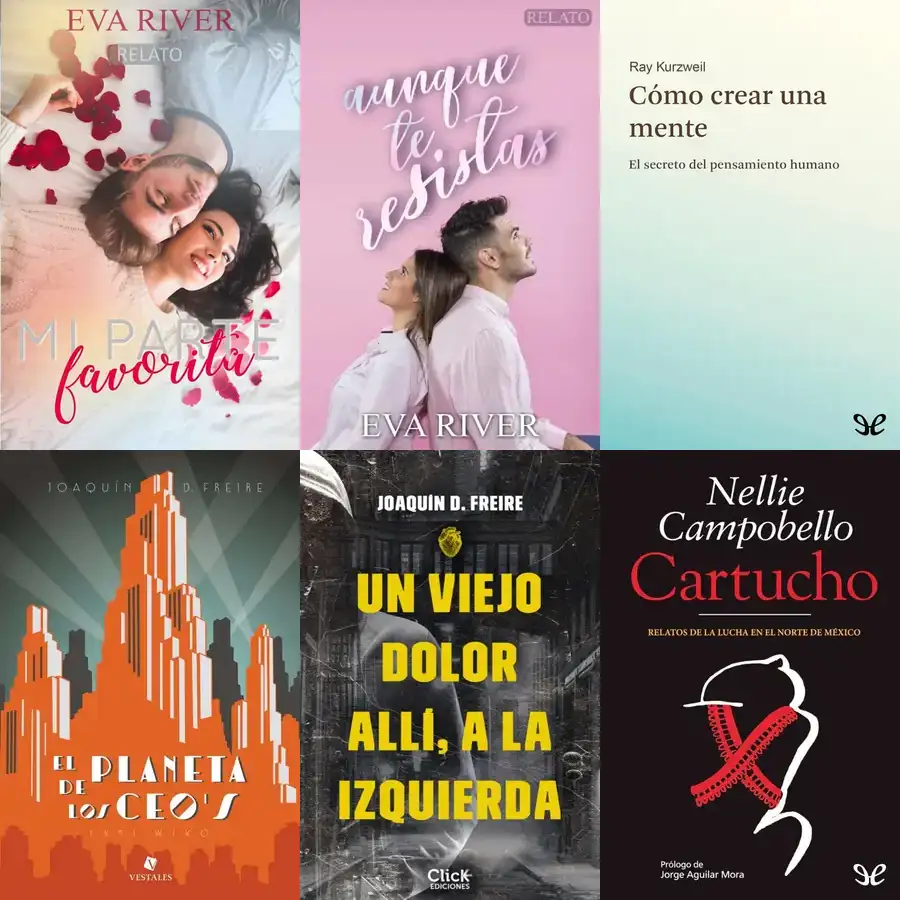 EVA RIVER
RELATO
MI PARTE
favorita
RELATO
aunque
te
resistas
EVA RIVER
Ray Kurzweil
Cómo crear una
mente
El secreto del pensamiento humano
JOAQUÍN D. FREIRE
EL PLANETA
DE
LOS CEO'S
VESTALES
JOAQUÍN D. FREIRE
UN VIEJO
DOLOR
ALLÍ, A LA
IZQUIERDA
Click
EDICIONES
Nellie
Campobello
Cartucho
RELATOS DE LA LUCHA EN EL NORTE DE MÉXICO
Prólogo de
Jorge Aguilar Mora